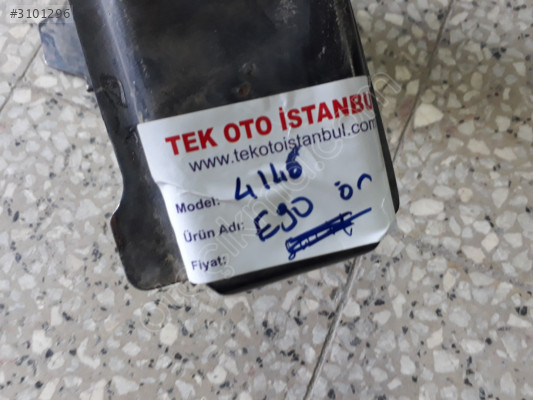 #3101296
TEK OTO İSTANBU
www.tekotoistanbul.com
Model: 4146
Ürün Adı: E90 ön
Fiyat: